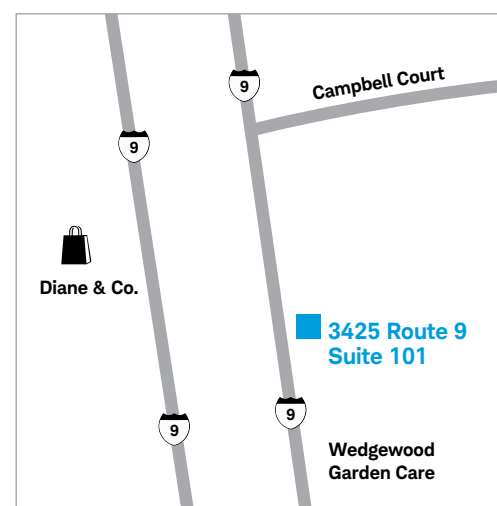 9
Campbell Court
9
Diane & Co.
3425 Route 9
Suite 101
9
9
Wedgewood
Garden Care